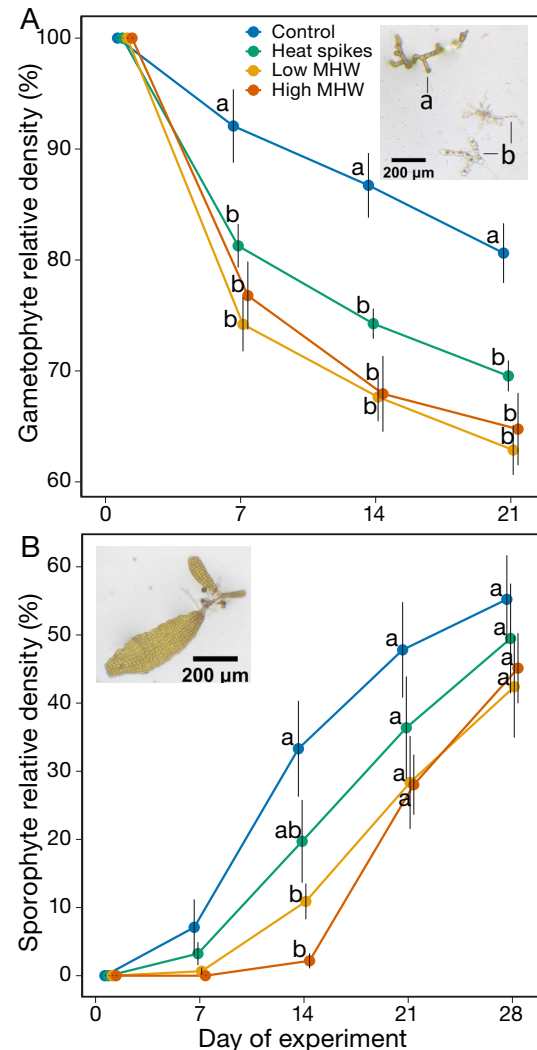 A
Control
Heat spikes
Low MHW
High MHW
a
b
200 µm
Gametophyte relative density (%)
100
90
80
70
60
a
a
a
b
b
b
b
b
b
b
b
b
0
7
14
21
B
200 µm
Sporophyte relative density (%)
60
50
40
30
20
10
0
a
a
a
a
a
a
ab
a
a
b
b
0
7
14
21
28
Day of experiment